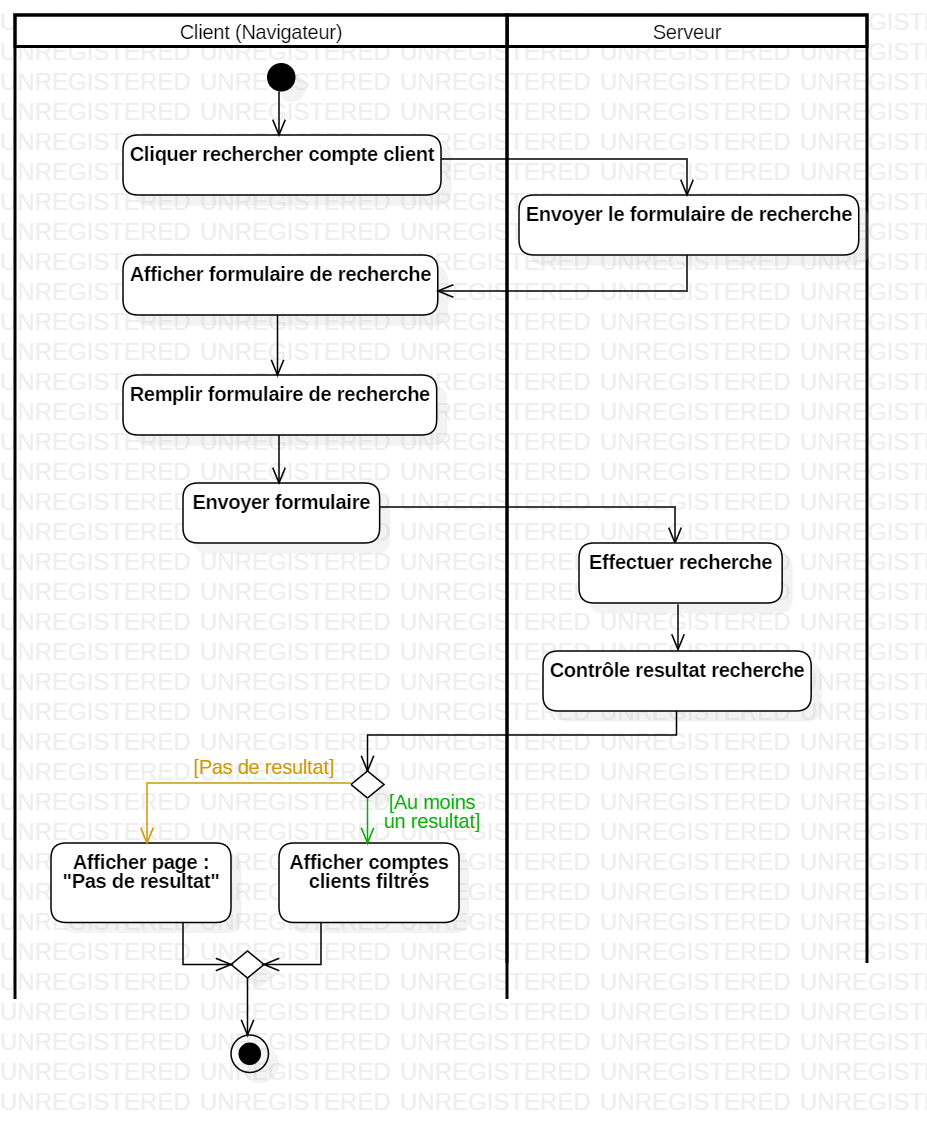 Client (Navigateur)
Serveur
Cliquer rechercher compte client
Envoyer le formulaire de recherche
Afficher formulaire de recherche
Remplir formulaire de recherche
Envoyer formulaire
Effectuer recherche
Contrôle resultat recherche
[Pas de resultat]
[Au moins
un resultat]
Afficher page :
"Pas de resultat"
Afficher comptes
clients filtrés
UNREGISTERED